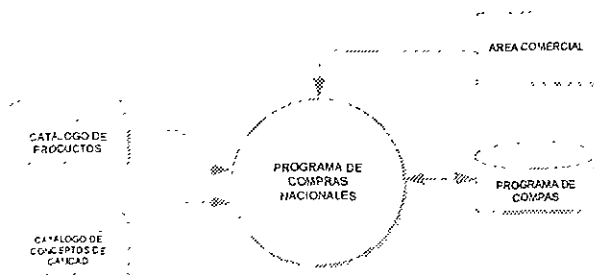 AREA COMERCIAL
CATALOGO DE
PRODUCTOS
PROGRAMA DE
COMPRAS
NACIONALES
PROGRAMA DE
COMPAS
CATALOGO DE
CONCEPTOS DE
CALIDAD